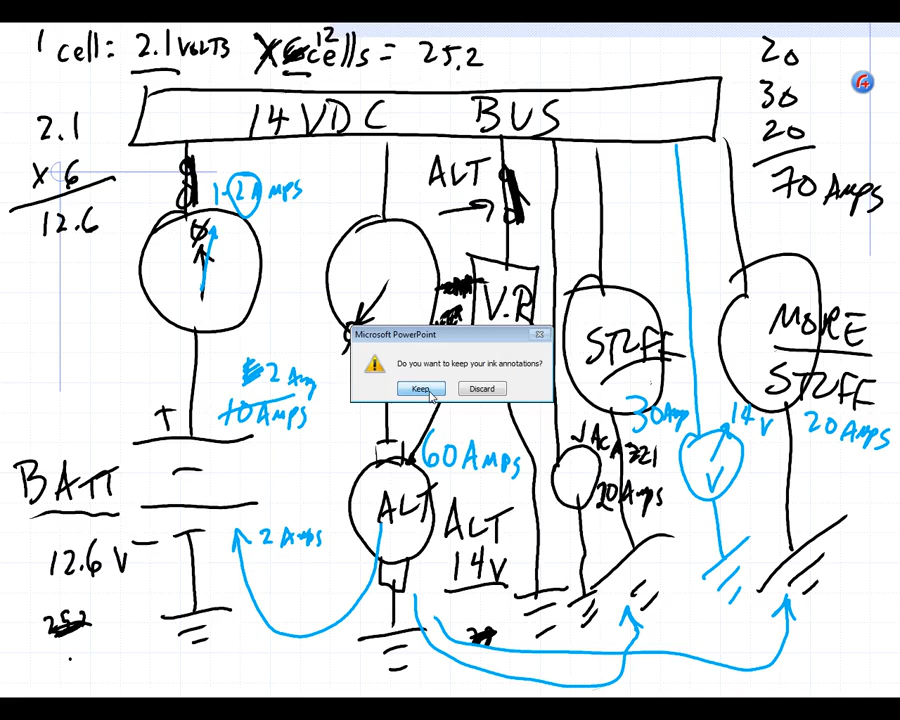 1 cell: 2.1 VOLTS X 12 cells = 25.2
20
30
20
70 Amps
2.1
X 6
12.6
14 VDC BUS
ALT
1-2 Amps
V.R
STUFF
MORE
STUFF
Microsoft PowerPoint
Do you want to keep your ink annotations?
Keep
Discard
2 Amp
10 Amps
+
30 Amp
14 V
20 Amps
60 AMPS
V
20 Amps
BATT
ALT
ALT
14V
2 Amps
12.6 V